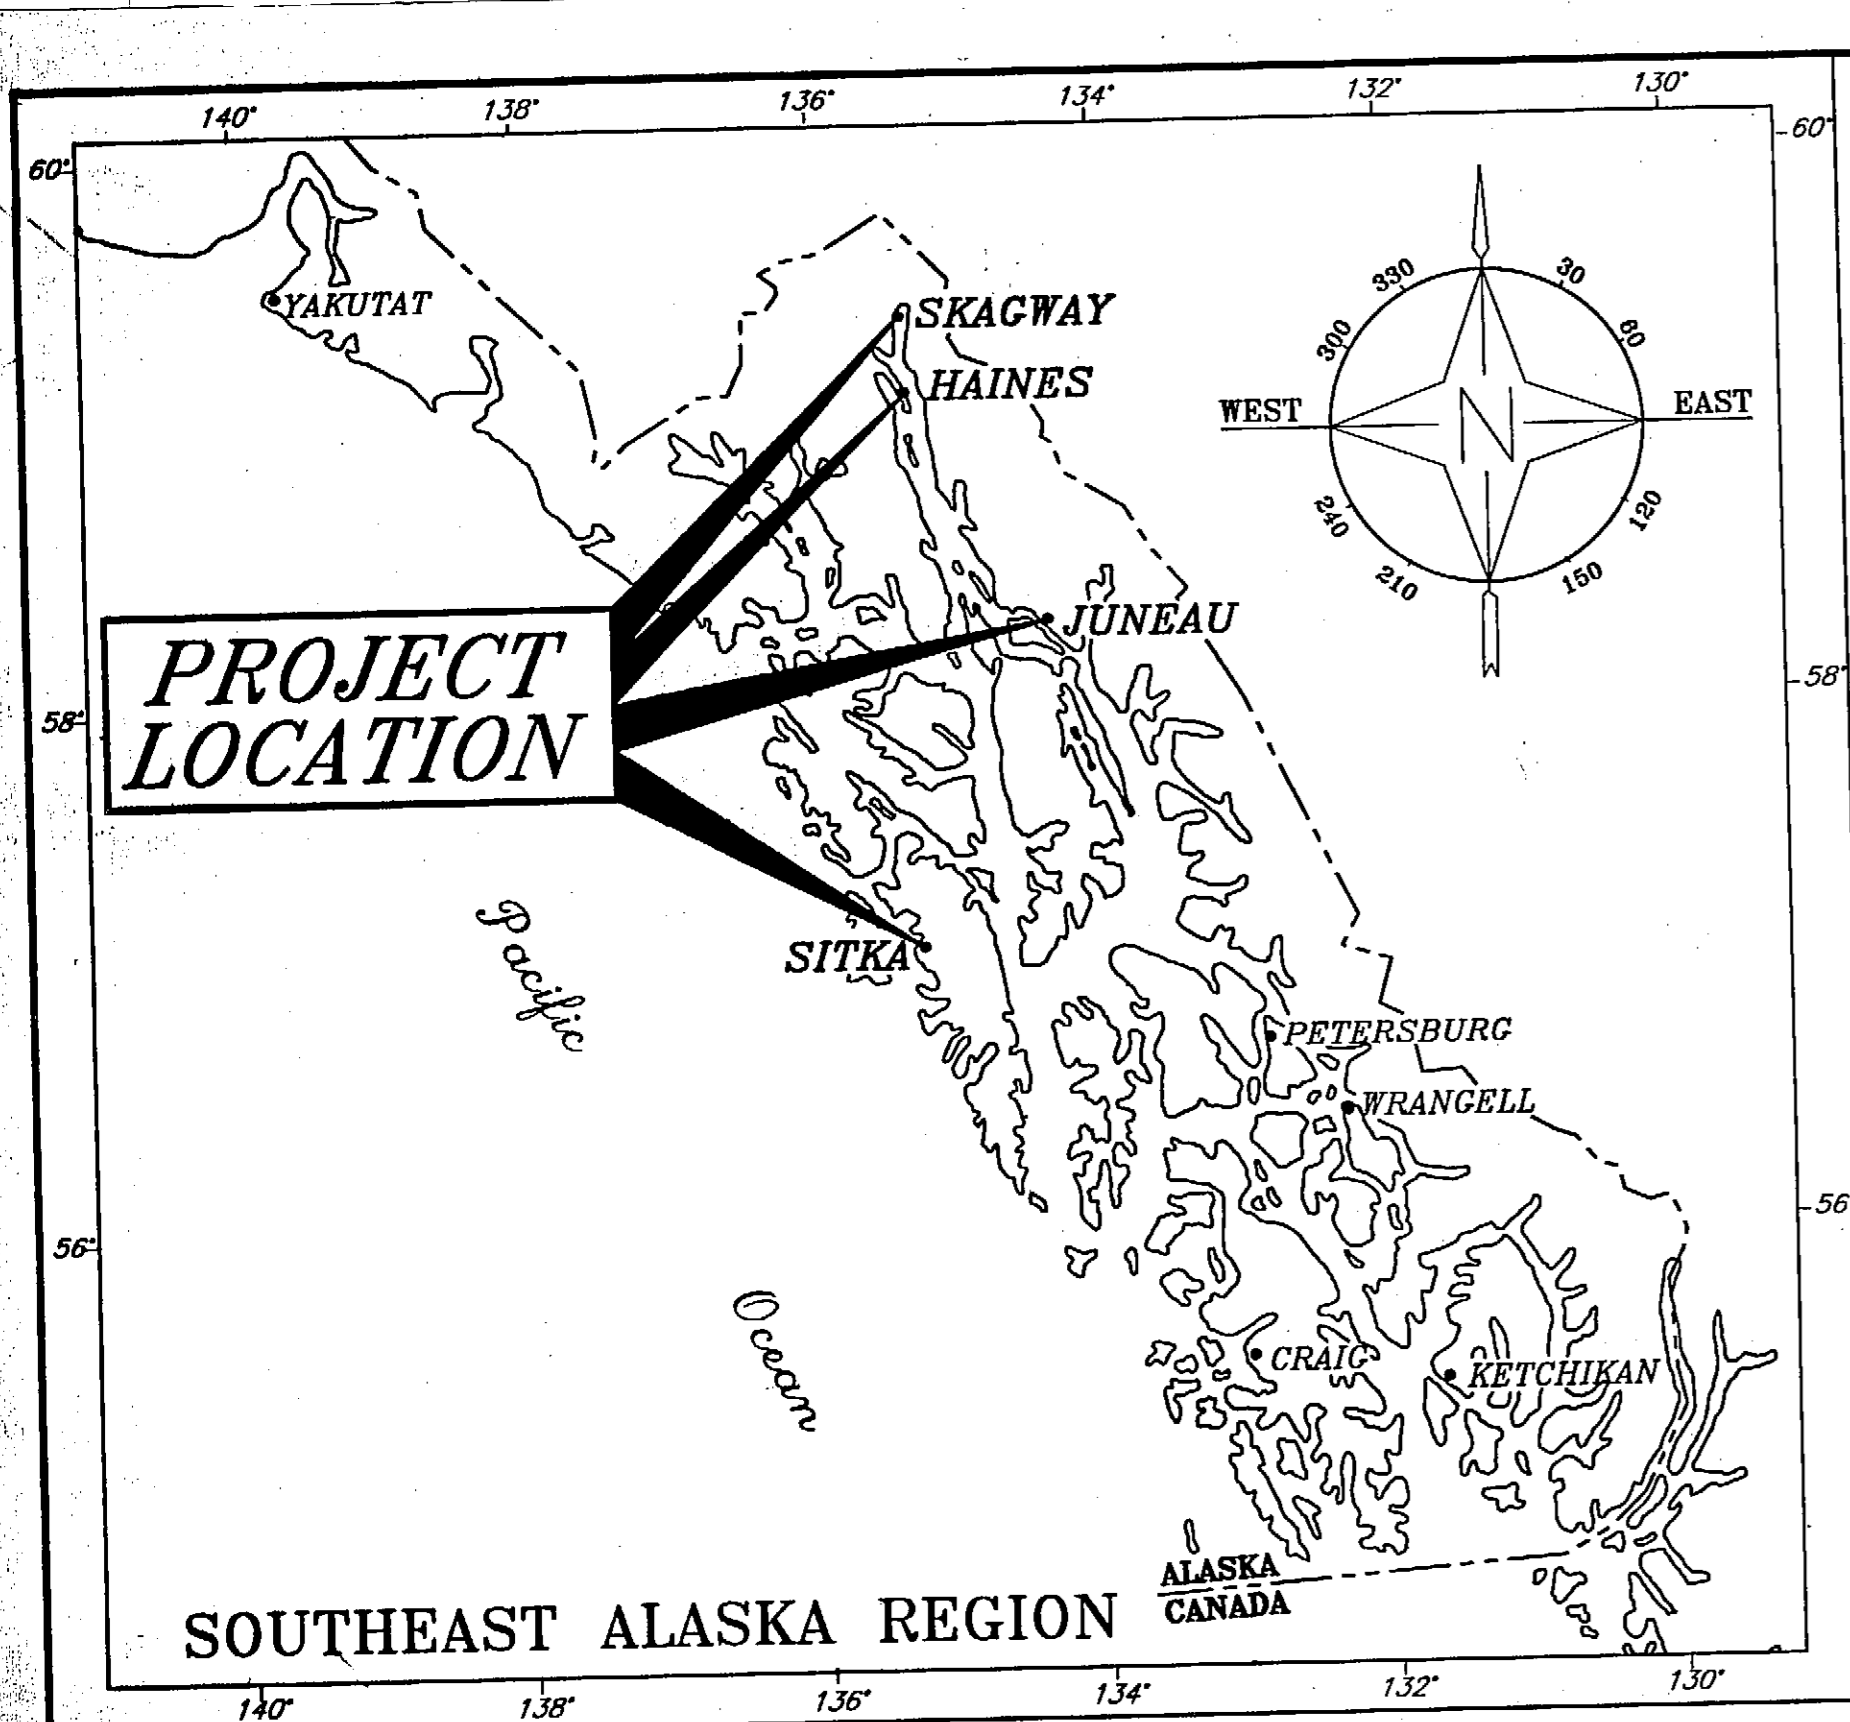 140° 138° 136° 134° 132° 130°
60° 60°
YAKUTAT
SKAGWAY
HAINES
330 30
300 60
WEST N EAST
240 120
210 150
JUNEAU
PROJECT
LOCATION
58° 58°
Pacific
SITKA
PETERSBURG
WRANGELL
56° 56
Ocean
CRAIG
KETCHIKAN
ALASKA
CANADA
SOUTHEAST ALASKA REGION
140° 138° 136° 134° 132° 130°